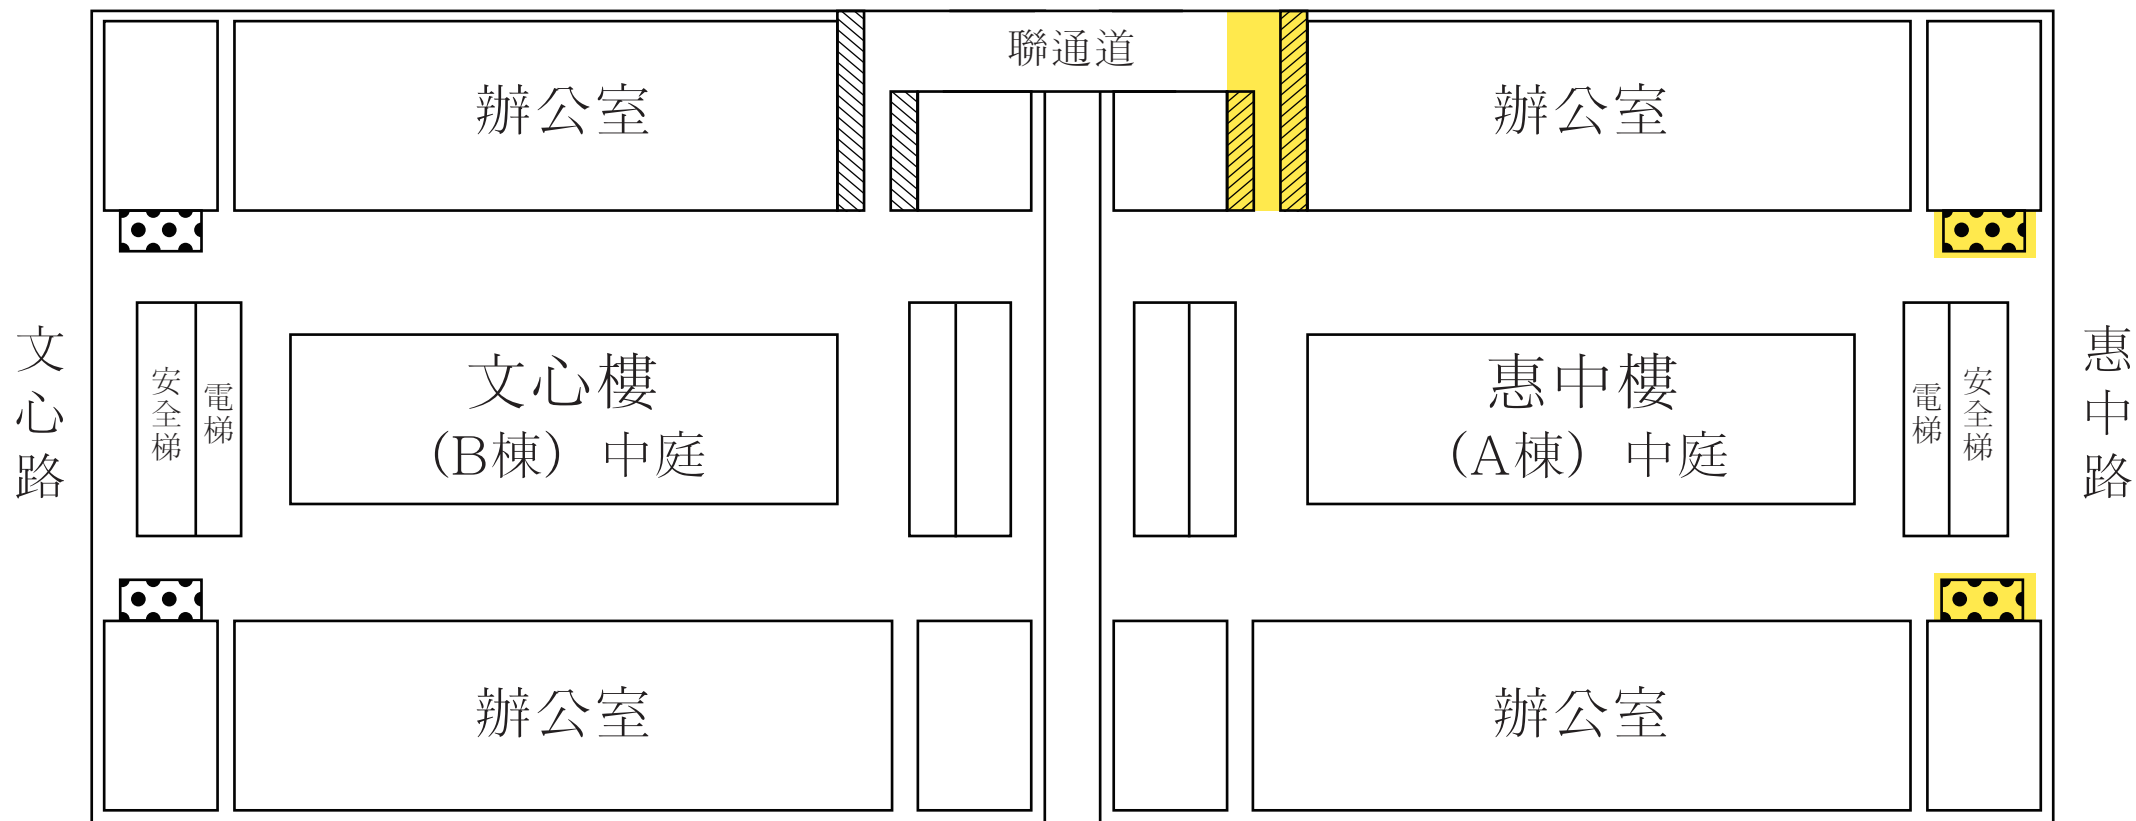 聯通道
辦公室
辦公室
文心路
安全梯
電梯
文心樓
(B棟) 中庭
惠中樓
(A棟) 中庭
電梯
安全梯
惠中路
辦公室
辦公室